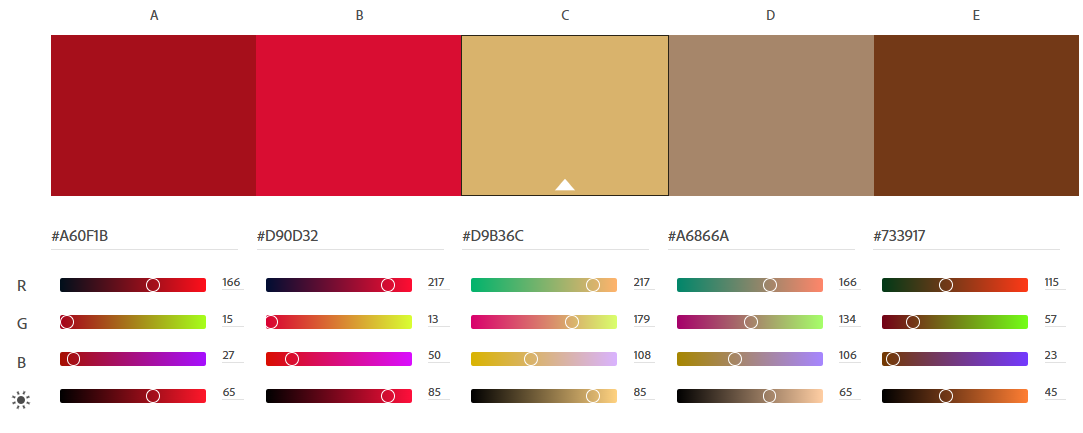 A B C D E
#A60F1B #D90D32 #D9B36C #A6866A #733917
R 166 217 217 166 115
G 15 13 179 134 57
B 27 50 108 106 23
65 85 85 65 45